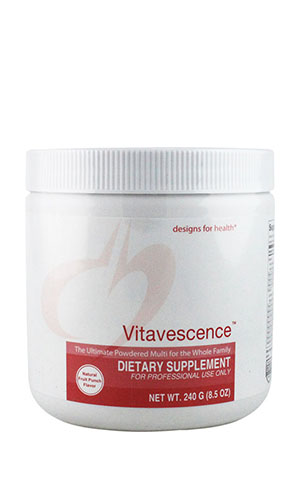 designs for health®
Vitavescence™
The Ultimate Powdered Multi for the Whole Family
DIETARY SUPPLEMENT
FOR PROFESSIONAL USE ONLY
Natural
Fruit Punch
Flavor
NET WT. 240 G (8.5 OZ)